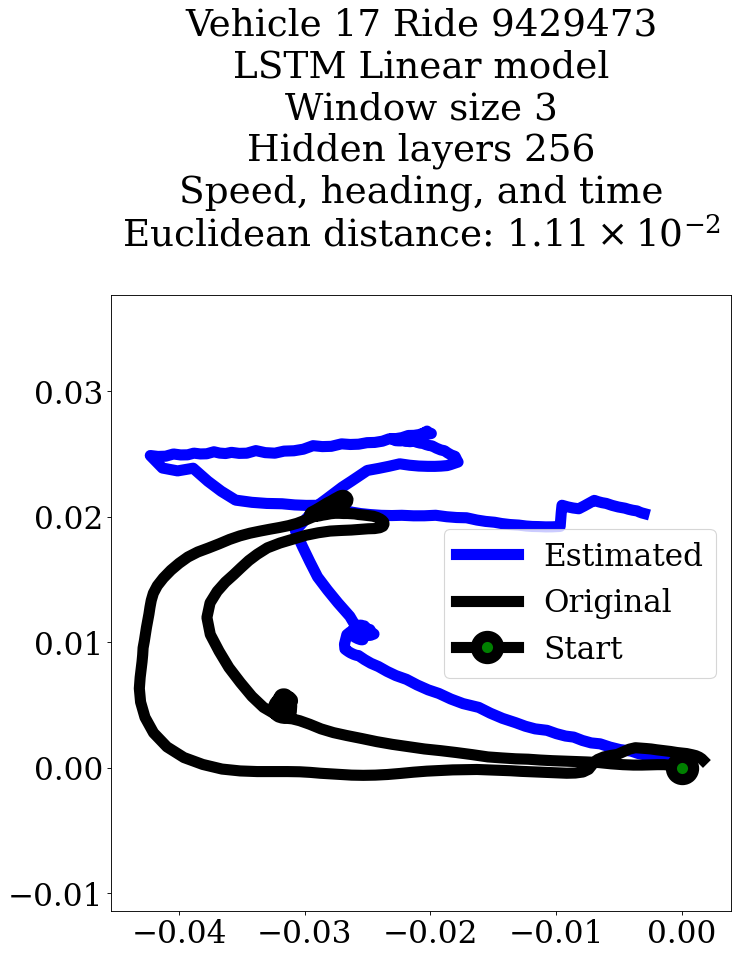 Vehicle 17 Ride 9429473
LSTM Linear model
Window size 3
Hidden layers 256
Speed, heading, and time
Euclidean distance: 1.11 × 10⁻²
0.03
0.02
0.01
0.00
−0.01
Estimated
Original
Start
−0.04 −0.03 −0.02 −0.01 0.00